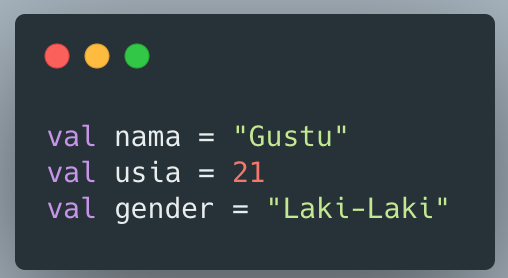 val nama = "Gustu"
val usia = 21
val gender = "Laki-Laki"